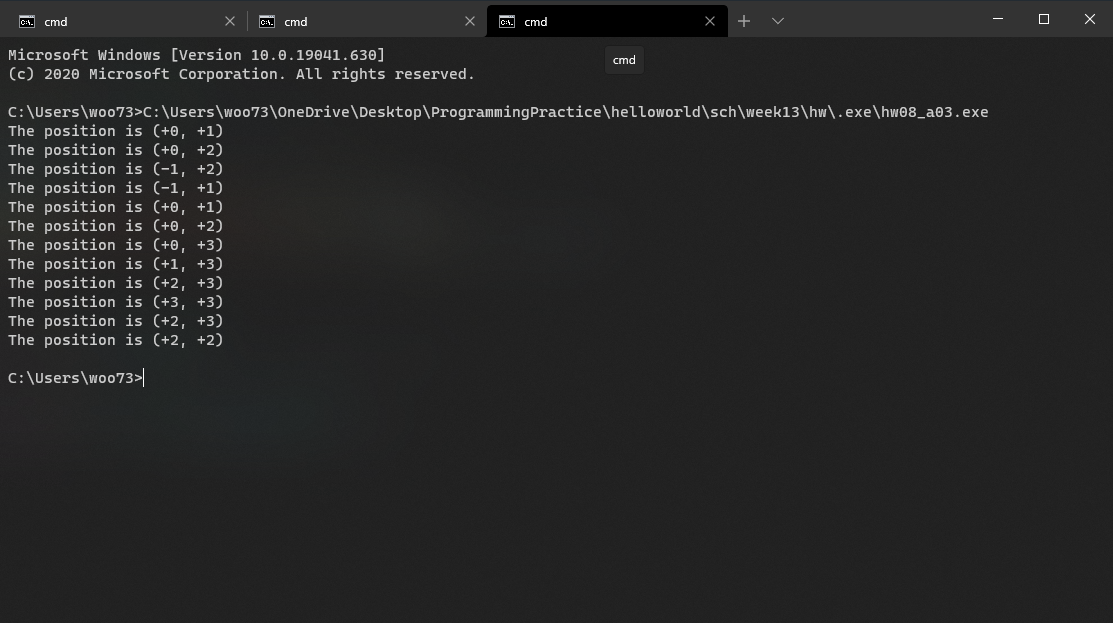 cmd
cmd
cmd
cmd
Microsoft Windows [Version 10.0.19041.630]
(c) 2020 Microsoft Corporation. All rights reserved.
C:\Users\woo73>C:\Users\woo73\OneDrive\Desktop\ProgrammingPractice\helloworld\sch\week13\hw\.exe\hw08_a03.exe
The position is (+0, +1)
The position is (+0, +2)
The position is (-1, +2)
The position is (-1, +1)
The position is (+0, +1)
The position is (+0, +2)
The position is (+0, +3)
The position is (+1, +3)
The position is (+2, +3)
The position is (+3, +3)
The position is (+2, +3)
The position is (+2, +2)
C:\Users\woo73>